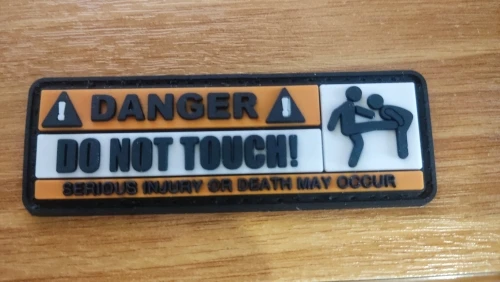 DANGER
DO NOT TOUCH!
SERIOUS INJURY OR DEATH MAY OCCUR